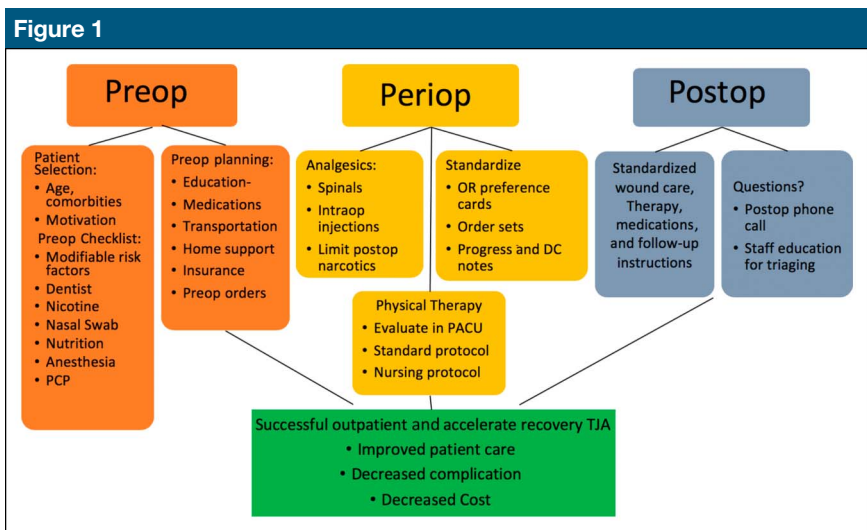 Figure 1
Preop
Periop
Postop
Patient
Selection:
• Age,
comorbities
• Motivation
Preop Checklist:
• Modifiable risk
factors
• Dentist
• Nicotine
• Nasal Swab
• Nutrition
• Anesthesia
• PCP
Preop planning:
• Education-
• Medications
• Transportation
• Home support
• Insurance
• Preop orders
Analgesics:
• Spinals
• Intraop
injections
• Limit postop
narcotics
Standardize
• OR preference
cards
• Order sets
• Progress and DC
notes
Physical Therapy
• Evaluate in PACU
• Standard protocol
• Nursing protocol
Standardized
wound care,
Therapy,
medications,
and follow-up
instructions
Questions?
• Postop phone
call
• Staff education
for triaging
Successful outpatient and accelerate recovery TJA
• Improved patient care
• Decreased complication
• Decreased Cost